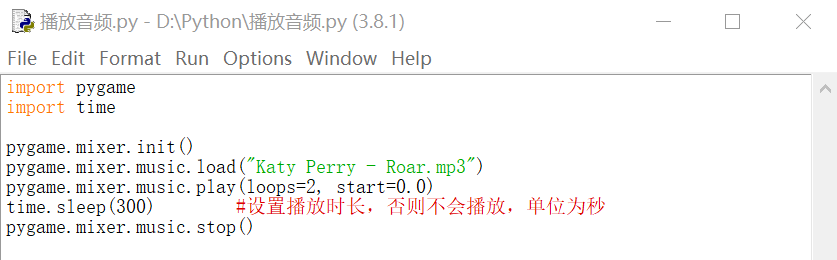 播放音频.py - D:\Python\播放音频.py (3.8.1)
File Edit Format Run Options Window Help
import pygame
import time
pygame.mixer.init()
pygame.mixer.music.load("Katy Perry - Roar.mp3")
pygame.mixer.music.play(loops=2, start=0.0)
time.sleep(300) #设置播放时长，否则不会播放，单位为秒
pygame.mixer.music.stop()